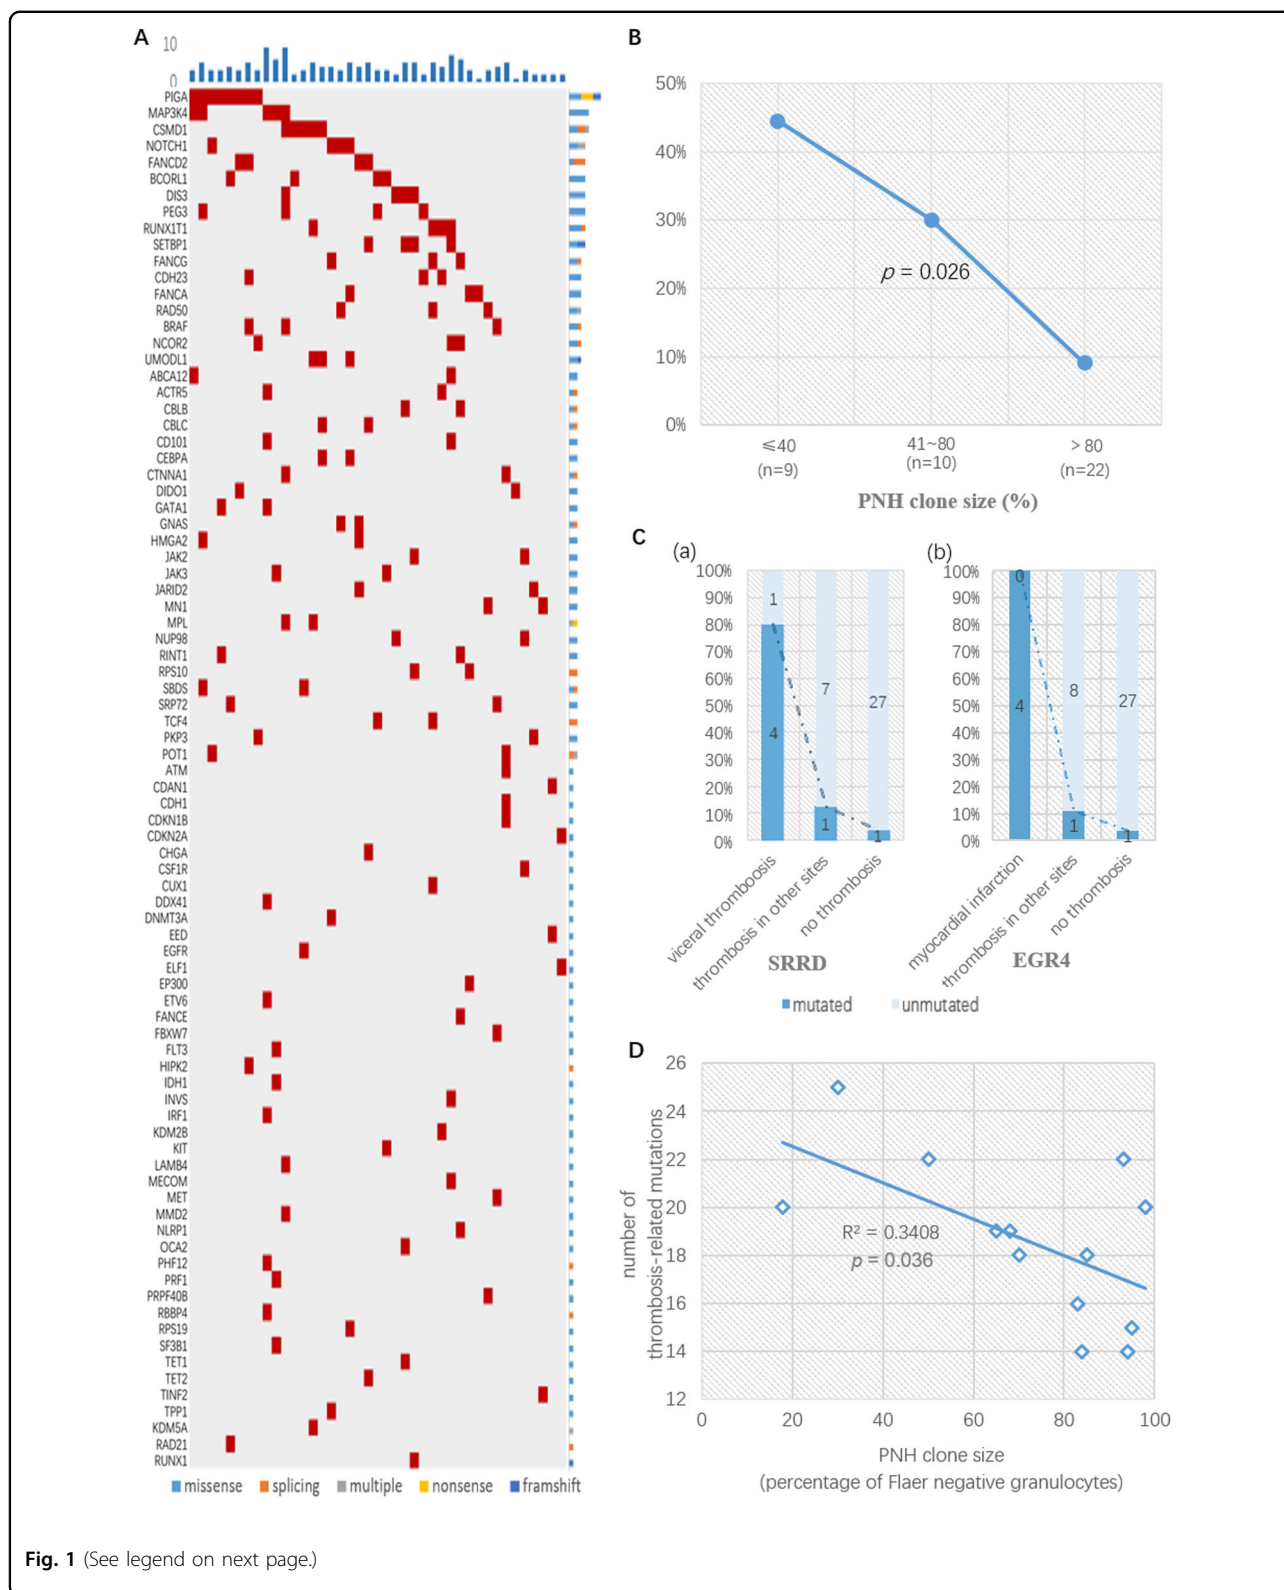 A
10
0
PIGA
MAP3K4
CSMD1
NOTCH1
FANCD2
BCORL1
DIS3
PEG3
RUNX1T1
SETBP1
FANCG
CDH23
FANCA
RAD50
BRAF
NCOR2
UMODL1
ABCA12
ACTR5
CBLB
CBLC
CD101
CEBPA
CTNNA1
DIDO1
GATA1
GNAS
HMGA2
JAK2
JAK3
JARID2
MN1
MPL
NUP98
RINT1
RPS10
SBDS
SRP72
TCF4
PKP3
POT1
ATM
CDAN1
CDH1
CDKN1B
CDKN2A
CHGA
CSF1R
CUX1
DDX41
DNMT3A
EED
EGFR
ELF1
EP300
ETV6
FANCE
FBXW7
FLT3
HIPK2
IDH1
INVS
IRF1
KDM2B
KIT
LAMB4
MECOM
MET
MMD2
NLRP1
OCA2
PHF12
PRF1
PRPF40B
RBBP4
RPS19
SF3B1
TET1
TET2
TINF2
TPP1
KDM5A
RAD21
RUNX1
missense splicing multiple nonsense framshift
B
50%
40%
30%
20%
10%
0%
p = 0.026
≤40 41~80 >80
(n=9) (n=10) (n=22)
PNH clone size (%)
C
(a)
100%
90%
80%
70%
60%
50%
40%
30%
20%
10%
0%
1 7 27
4 1 1
viceral thromboosis
thrombosis in other sites
no thrombosis
SRRD
(b)
100%
90%
80%
70%
60%
50%
40%
30%
20%
10%
0%
0 8 27
4 1 1
myocardial infarction
thrombosis in other sites
no thrombosis
EGR4
mutated unmutated
D
26
24
22
20
18
16
14
12
number of
thrombosis-related mutations
R² = 0.3408
p = 0.036
0 20 40 60 80 100
PNH clone size
(percentage of Flaer negative granulocytes)
Fig. 1 (See legend on next page.)